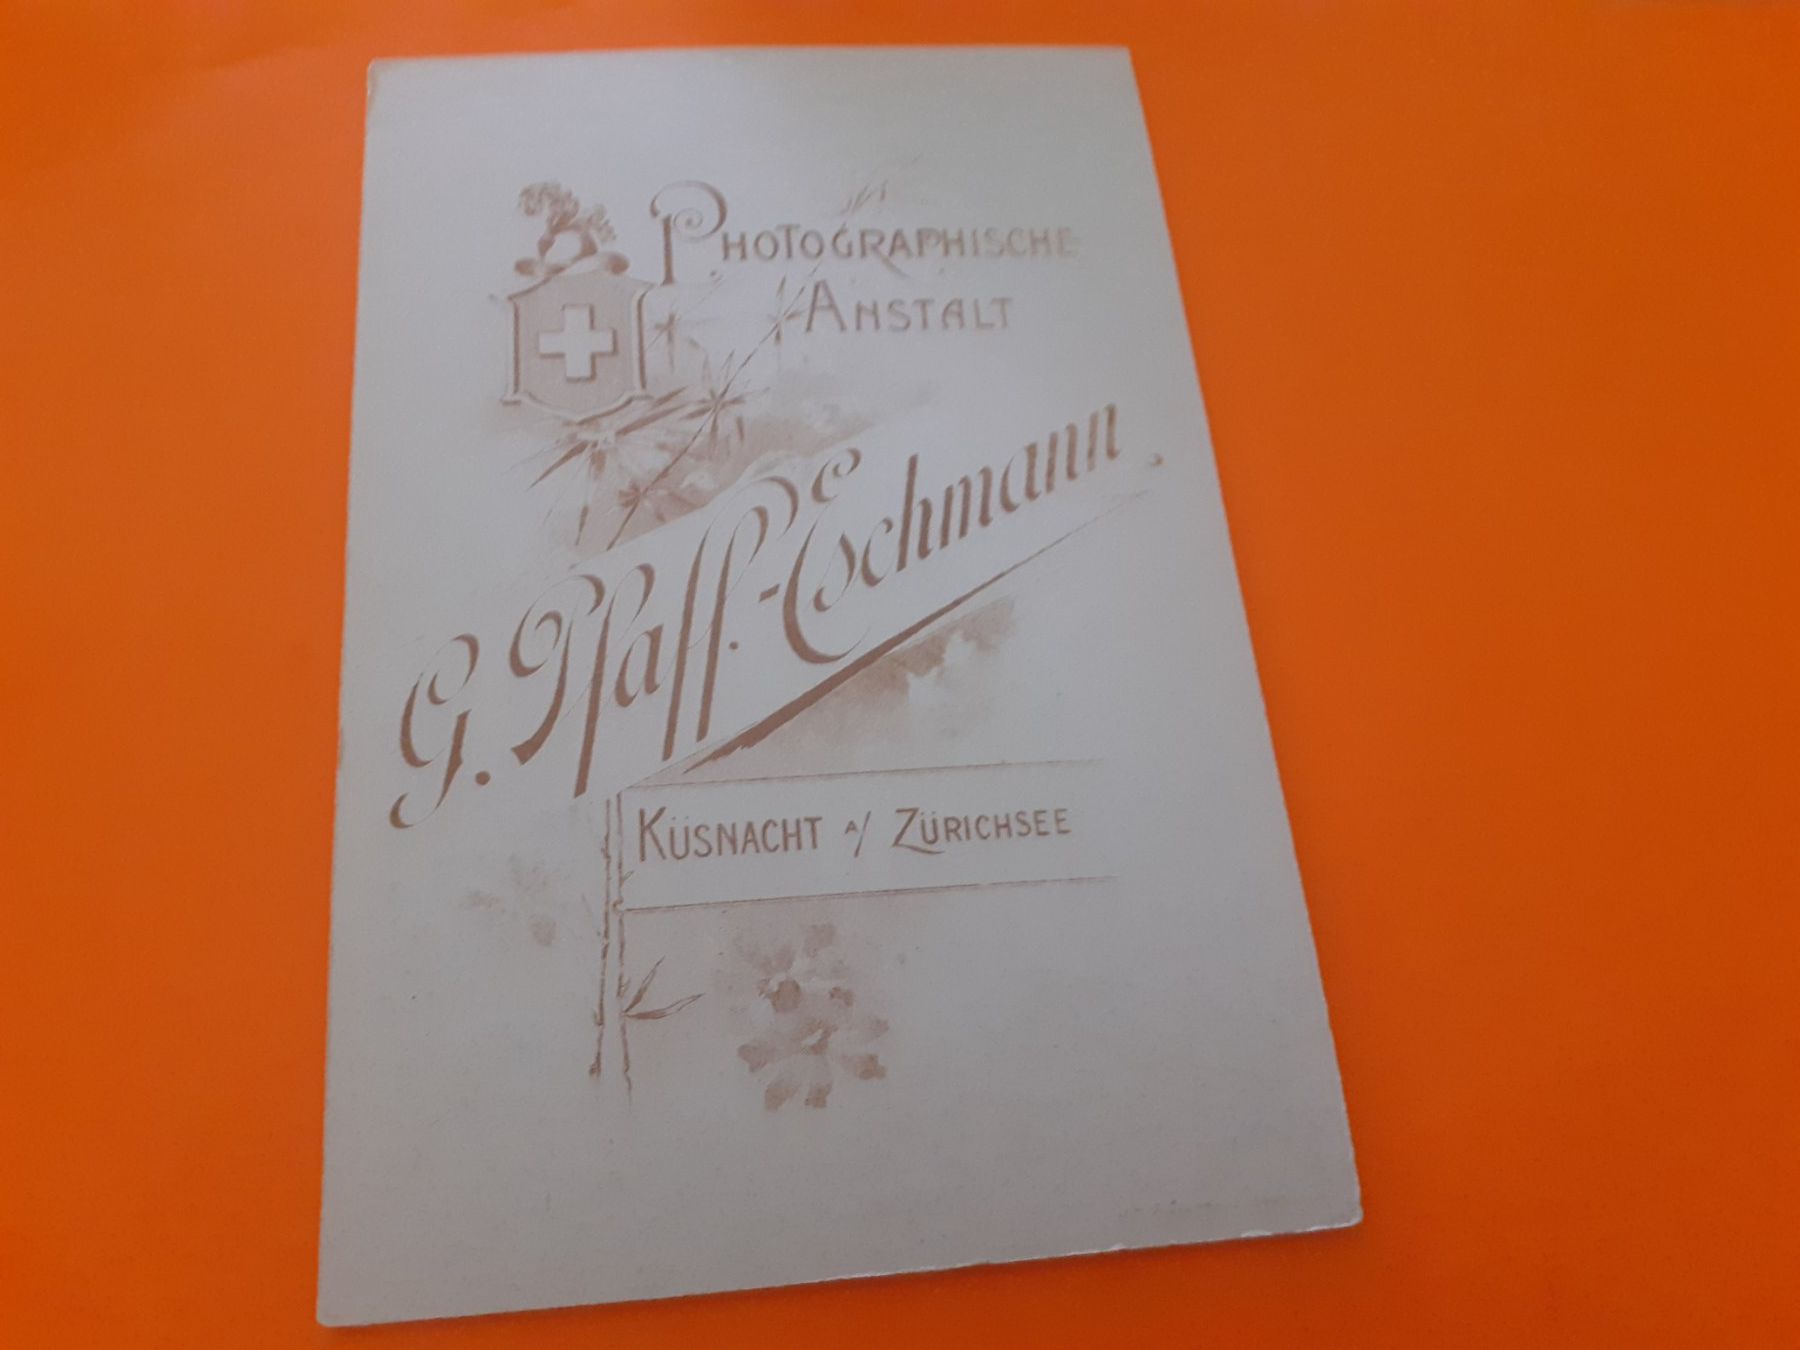 Photographische
Anstalt
G. Pfaff.-Eschmann.
Küsnacht a/ Zürichsee